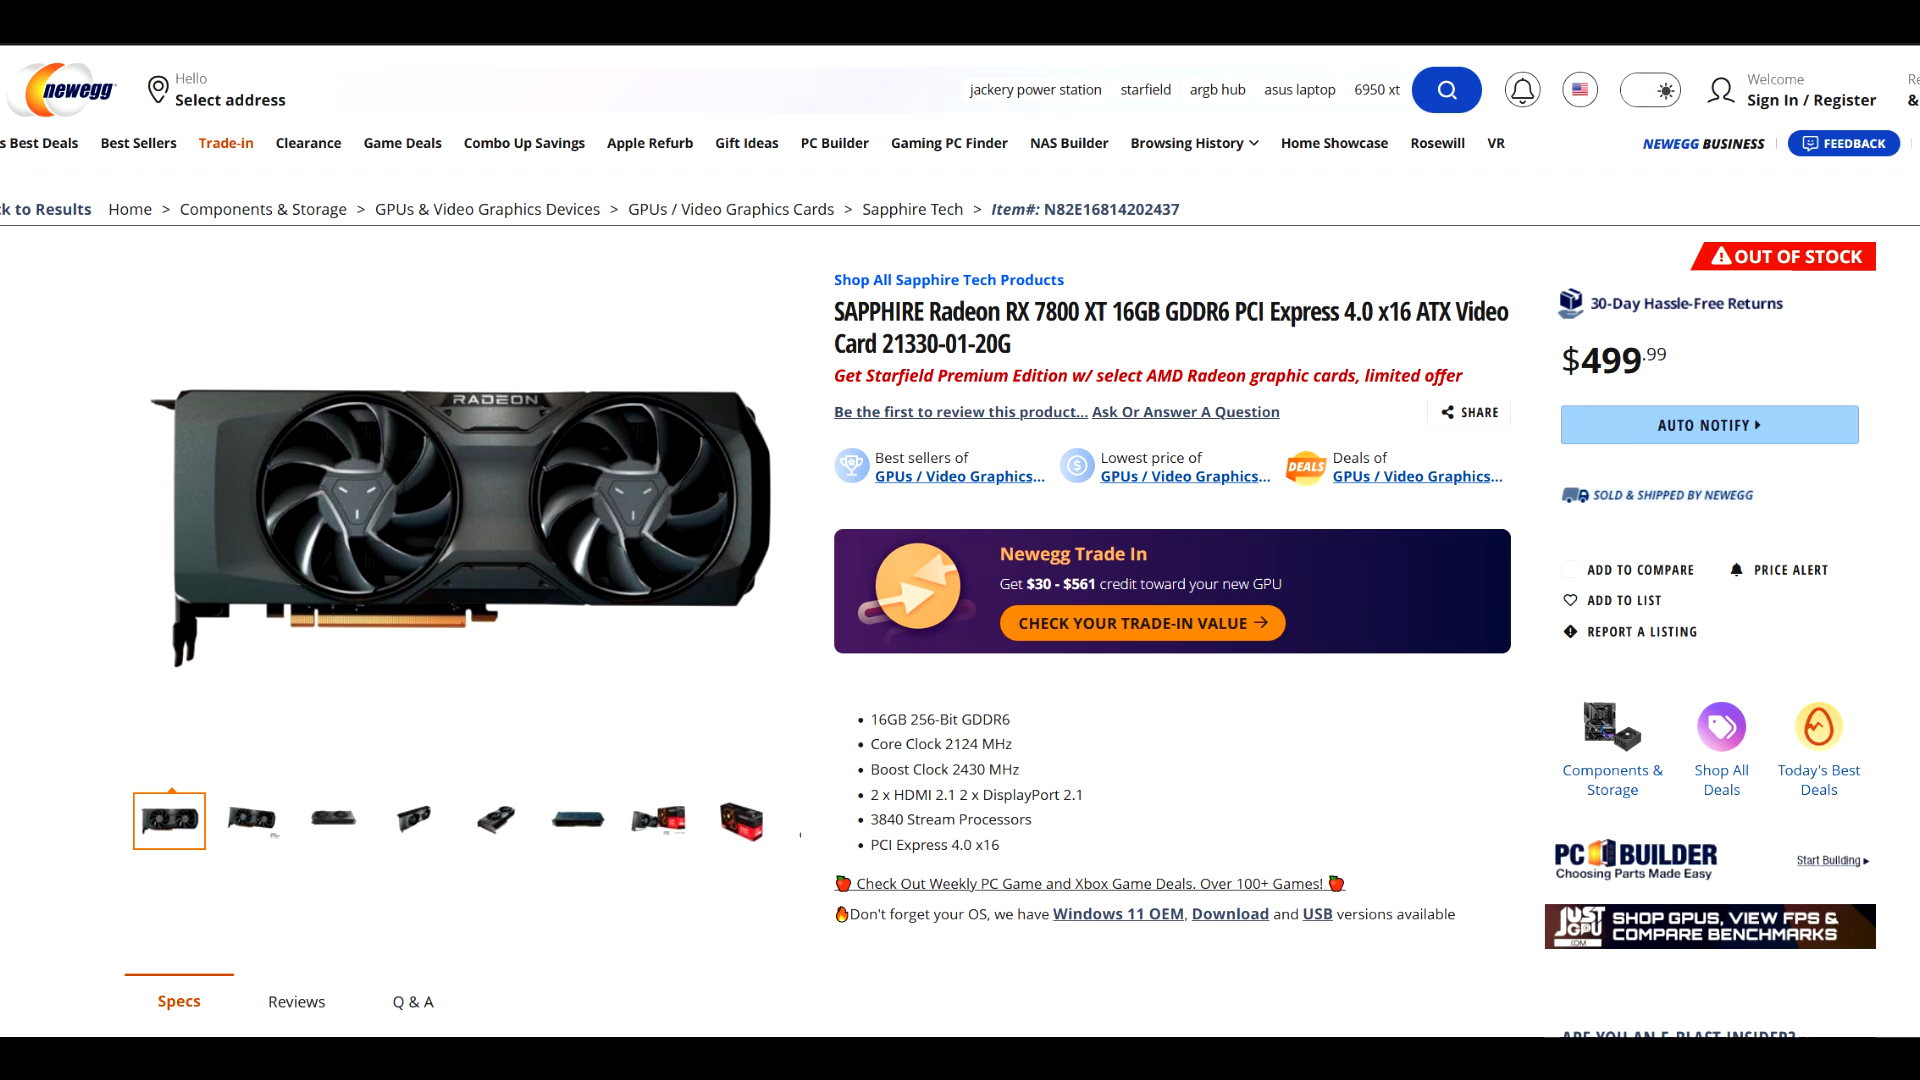 newegg
Hello
Select address
jackery power station starfield argb hub asus laptop 6950 xt
Welcome
Sign In / Register
Re
&
s Best Deals Best Sellers Trade-in Clearance Game Deals Combo Up Savings Apple Refurb Gift Ideas PC Builder Gaming PC Finder NAS Builder Browsing History Home Showcase Rosewill VR
NEWEGG BUSINESS
FEEDBACK
ck to Results Home > Components & Storage > GPUs & Video Graphics Devices > GPUs / Video Graphics Cards > Sapphire Tech > Item#: N82E16814202437
RADEON
Shop All Sapphire Tech Products
SAPPHIRE Radeon RX 7800 XT 16GB GDDR6 PCI Express 4.0 x16 ATX Video
Card 21330-01-20G
Get Starfield Premium Edition w/ select AMD Radeon graphic cards, limited offer
Be the first to review this product... Ask Or Answer A Question
SHARE
Best sellers of
GPUs / Video Graphics...
Lowest price of
GPUs / Video Graphics...
DEALS
Deals of
GPUs / Video Graphics...
Newegg Trade In
Get $30 - $561 credit toward your new GPU
CHECK YOUR TRADE-IN VALUE →
• 16GB 256-Bit GDDR6
• Core Clock 2124 MHz
• Boost Clock 2430 MHz
• 2 x HDMI 2.1 2 x DisplayPort 2.1
• 3840 Stream Processors
• PCI Express 4.0 x16
Check Out Weekly PC Game and Xbox Game Deals. Over 100+ Games!
Don't forget your OS, we have Windows 11 OEM, Download and USB versions available
OUT OF STOCK
30-Day Hassle-Free Returns
$499.99
AUTO NOTIFY
SOLD & SHIPPED BY NEWEGG
ADD TO COMPARE
PRICE ALERT
ADD TO LIST
REPORT A LISTING
Components &
Storage
Shop All
Deals
Today's Best
Deals
PC BUILDER
Choosing Parts Made Easy
Start Building
JUST
GPU
.COM
SHOP GPUS, VIEW FPS &
COMPARE BENCHMARKS
Specs
Reviews
Q & A
ARE YOU AN E-BLAST INSIDER?